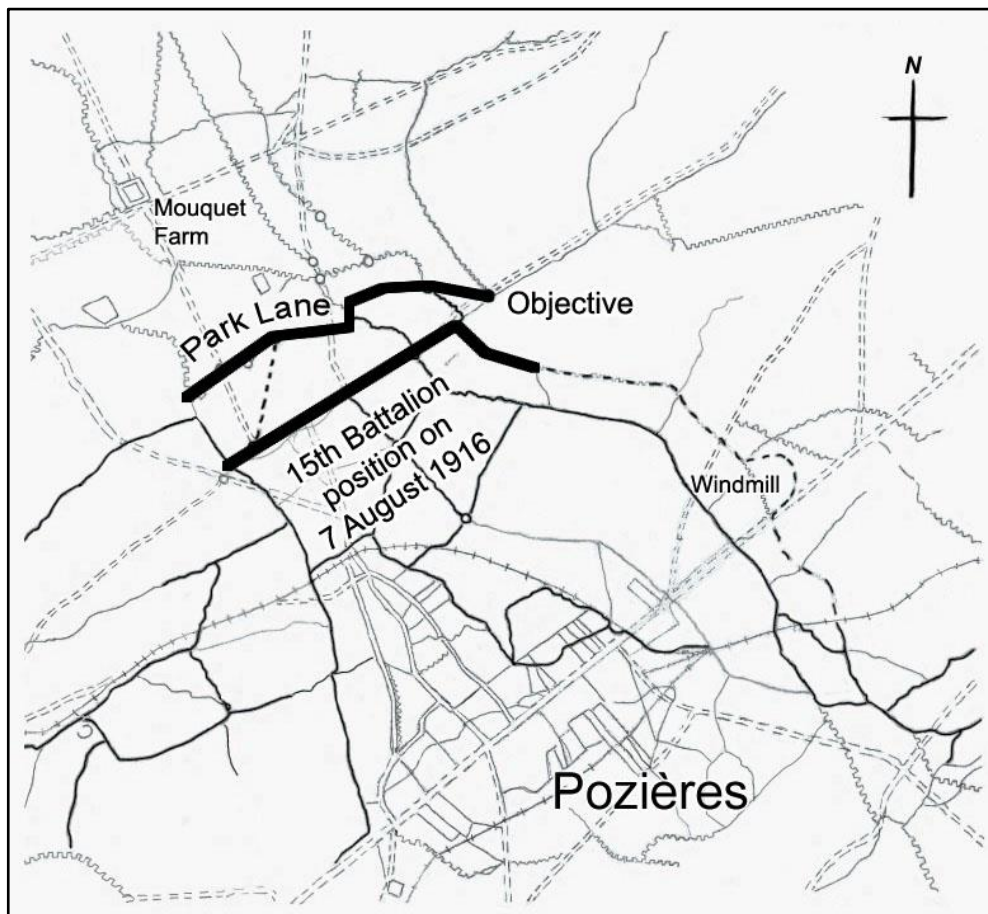 N
Mouquet
Farm
Park Lane
Objective
15th Battalion
position on
7 August 1916
Windmill
Pozières